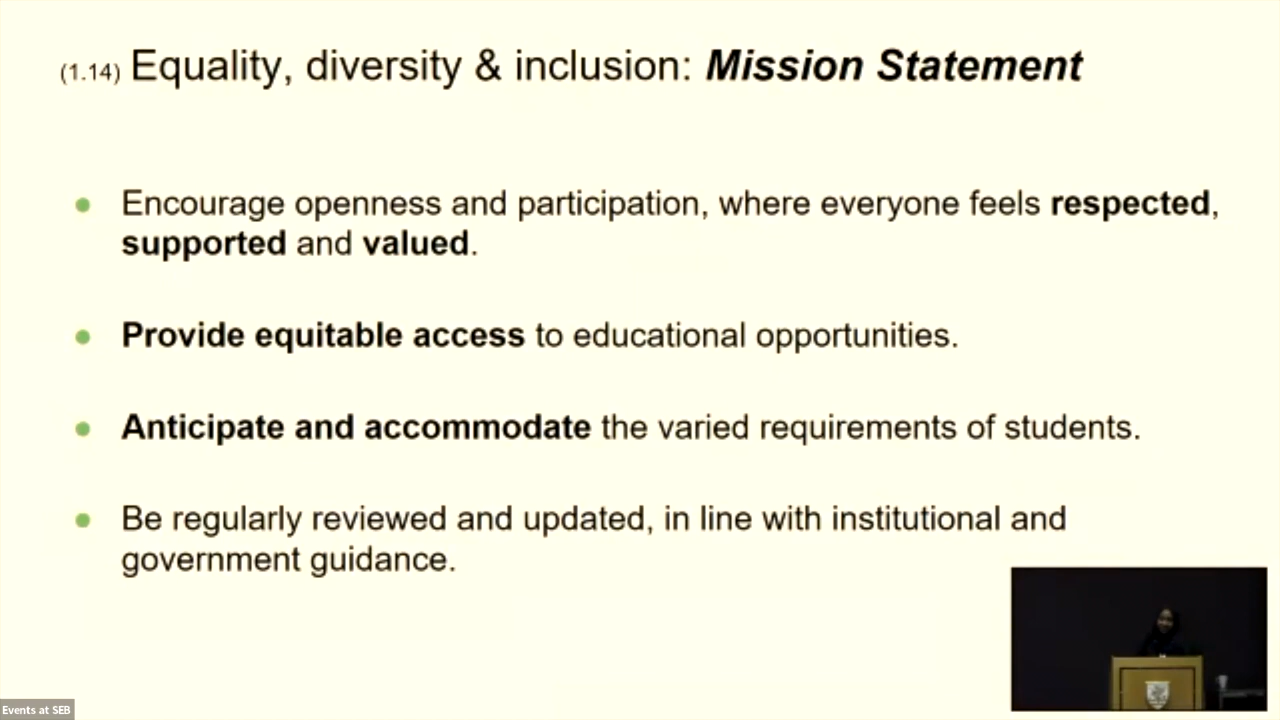 (1.14) Equality, diversity & inclusion: Mission Statement
Encourage openness and participation, where everyone feels respected,
supported and valued.
Provide equitable access to educational opportunities.
Anticipate and accommodate the varied requirements of students.
Be regularly reviewed and updated, in line with institutional and
government guidance.
Events at SEB